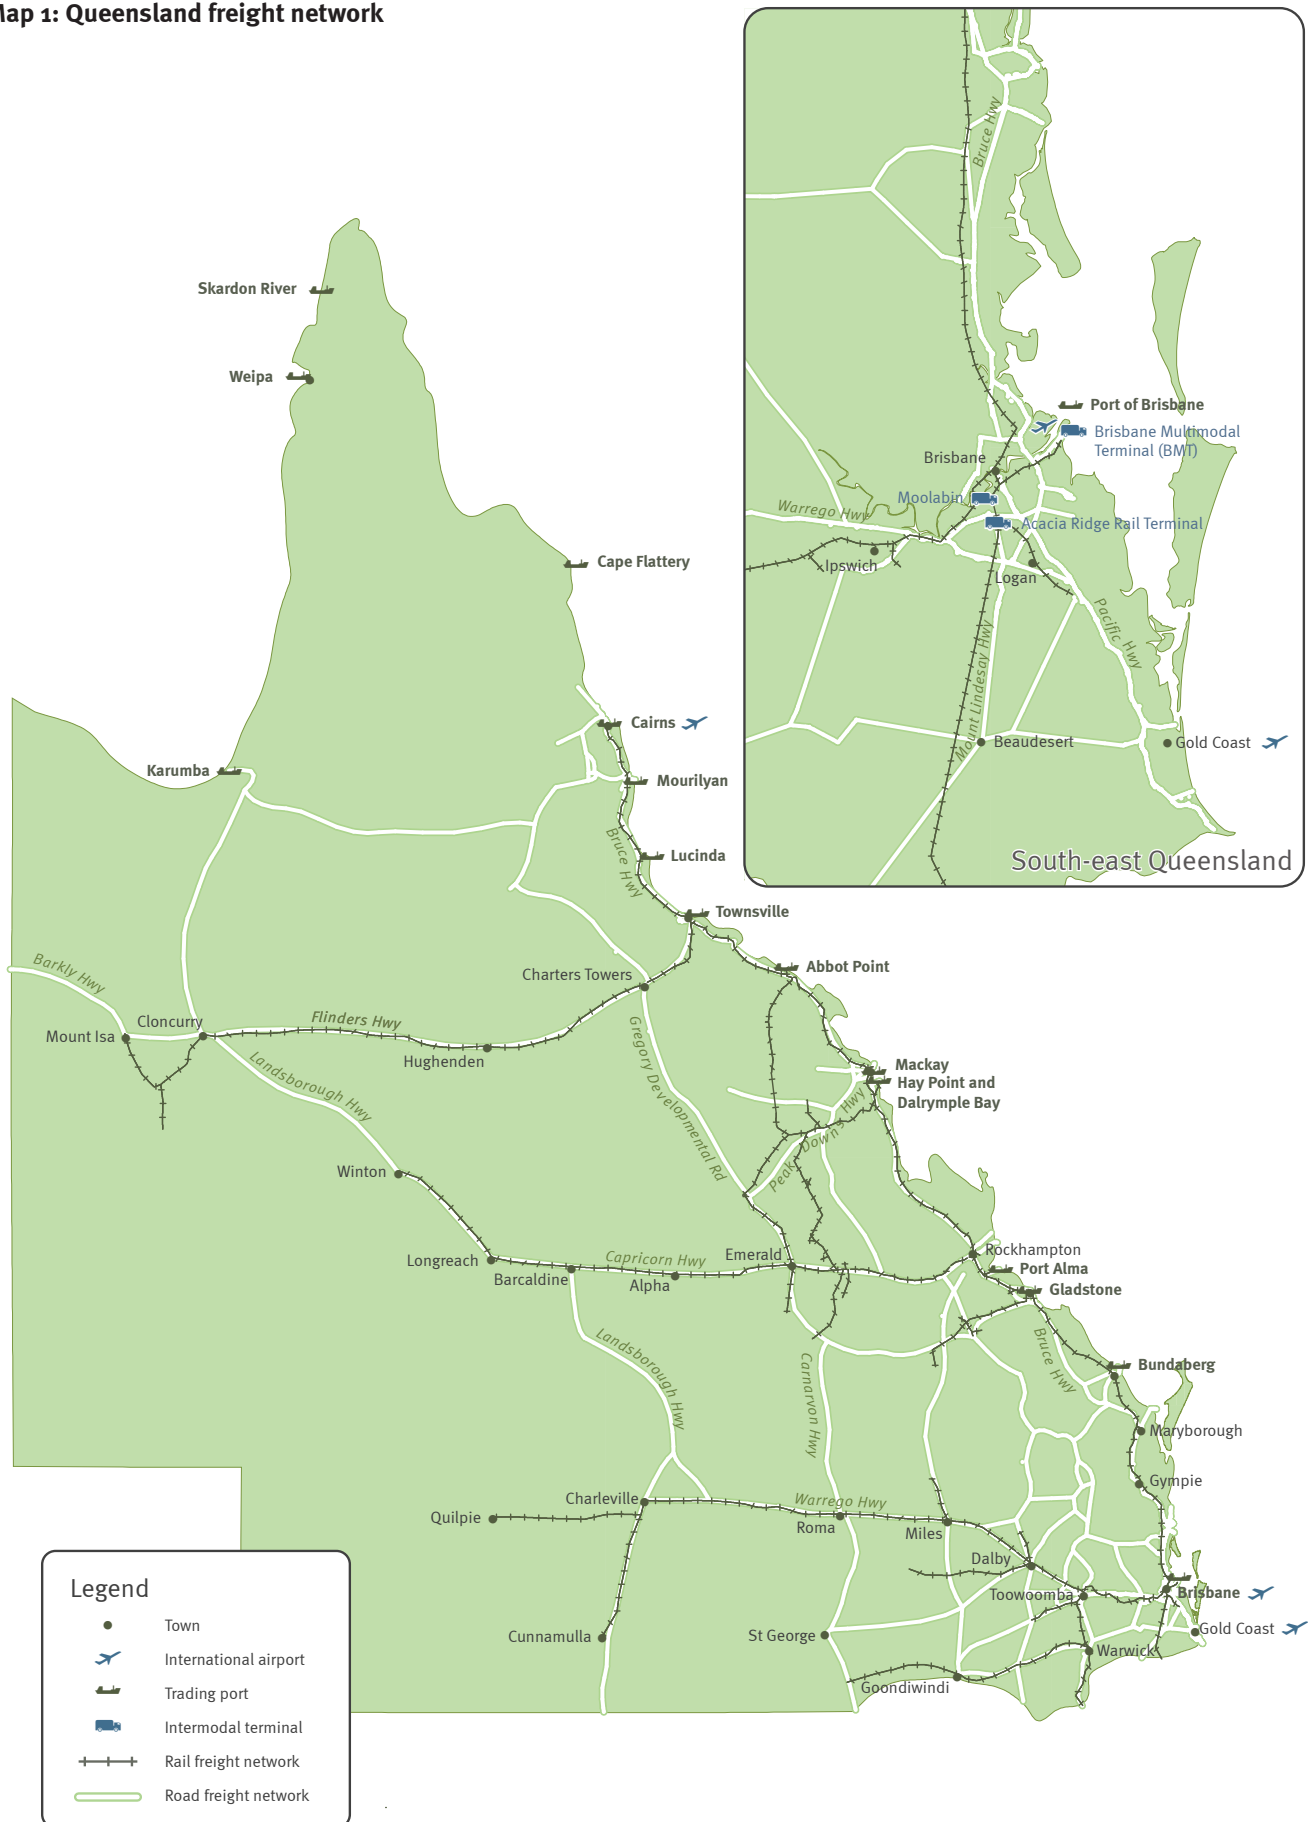 Map 1: Queensland freight network
Bruce Hwy
Port of Brisbane
Brisbane Multimodal
Terminal (BMT)
Brisbane
Moolabin
Warrego Hwy
Acacia Ridge Rail Terminal
Ipswich
Logan
Pacific Hwy
Mount Lindesay Hwy
Beaudesert
Gold Coast
South-east Queensland
Skardon River
Weipa
Cape Flattery
Cairns
Karumba
Mourilyan
Bruce Hwy
Lucinda
Townsville
Barkly Hwy
Charters Towers
Abbot Point
Cloncurry
Flinders Hwy
Mount Isa
Hughenden
Gregory Developmental Rd
Landsborough Hwy
Mackay
Hay Point and
Dalrymple Bay
Peak Downs Hwy
Winton
Longreach
Capricorn Hwy
Emerald
Rockhampton
Barcaldine
Alpha
Port Alma
Gladstone
Landsborough Hwy
Carnarvon Hwy
Bruce Hwy
Bundaberg
Maryborough
Gympie
Charleville
Warrego Hwy
Quilpie
Roma
Miles
Dalby
Toowoomba
Brisbane
Cunnamulla
St George
Gold Coast
Warwick
Goondiwindi
Legend
Town
International airport
Trading port
Intermodal terminal
Rail freight network
Road freight network